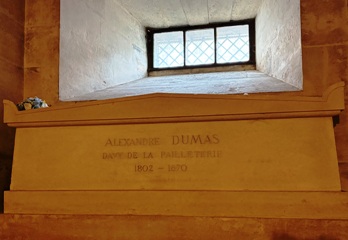 ALEXANDRE DUMAS
DAVY DE LA PAILLETERIE
1802 - 1870